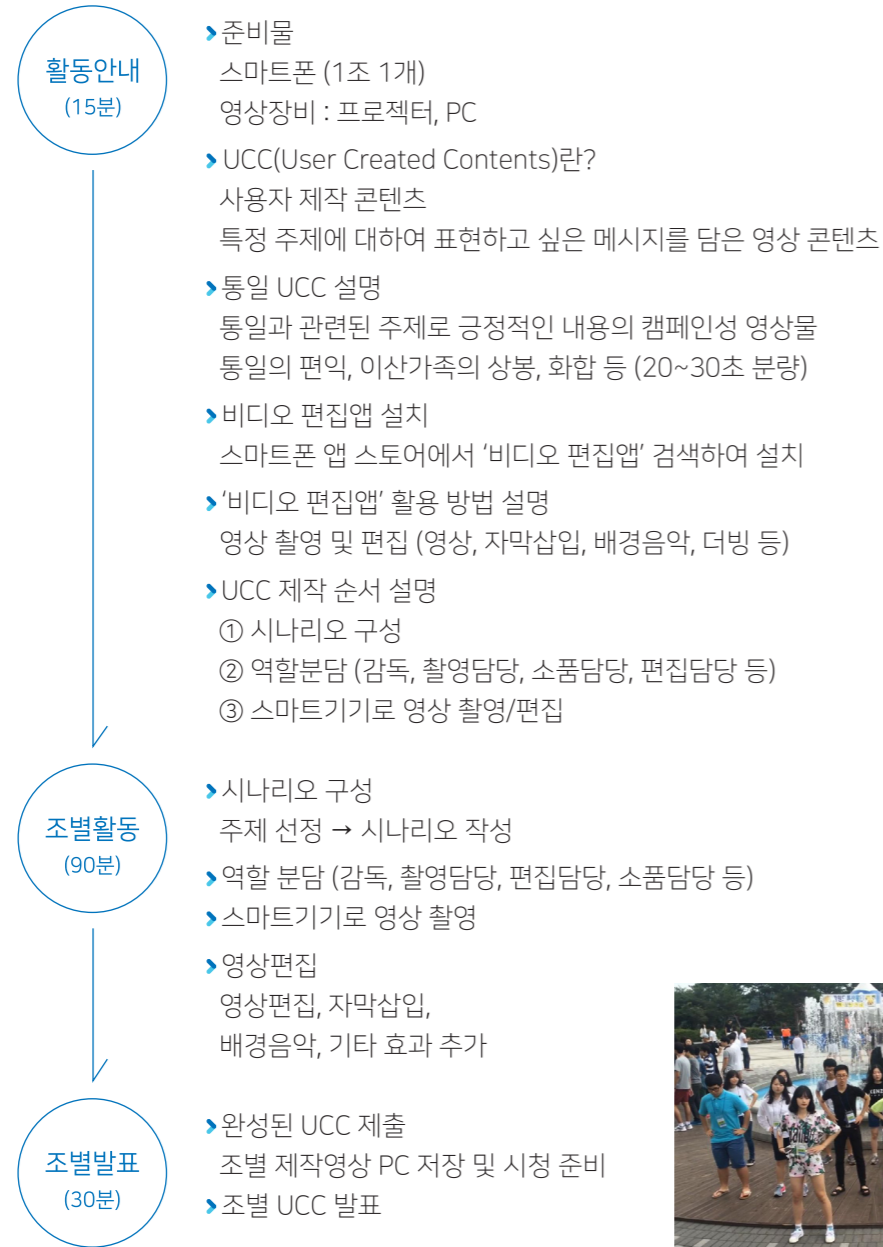 활동안내
(15분)
준비물
스마트폰 (1조 1개)
영상장비 : 프로젝터, PC
UCC(User Created Contents)란?
사용자 제작 콘텐츠
특정 주제에 대하여 표현하고 싶은 메시지를 담은 영상 콘텐츠
통일 UCC 설명
통일과 관련된 주제로 긍정적인 내용의 캠페인성 영상물
통일의 편익, 이산가족의 상봉, 화합 등 (20~30초 분량)
비디오 편집앱 설치
스마트폰 앱 스토어에서 ‘비디오 편집앱’ 검색하여 설치
‘비디오 편집앱’ 활용 방법 설명
영상 촬영 및 편집 (영상, 자막삽입, 배경음악, 더빙 등)
UCC 제작 순서 설명
① 시나리오 구성
② 역할분담 (감독, 촬영담당, 소품담당, 편집담당 등)
③ 스마트기기로 영상 촬영/편집
조별활동
(90분)
시나리오 구성
주제 선정 → 시나리오 작성
역할 분담 (감독, 촬영담당, 편집담당, 소품담당 등)
스마트기기로 영상 촬영
영상편집
영상편집, 자막삽입,
배경음악, 기타 효과 추가
조별발표
(30분)
완성된 UCC 제출
조별 제작영상 PC 저장 및 시청 준비
조별 UCC 발표